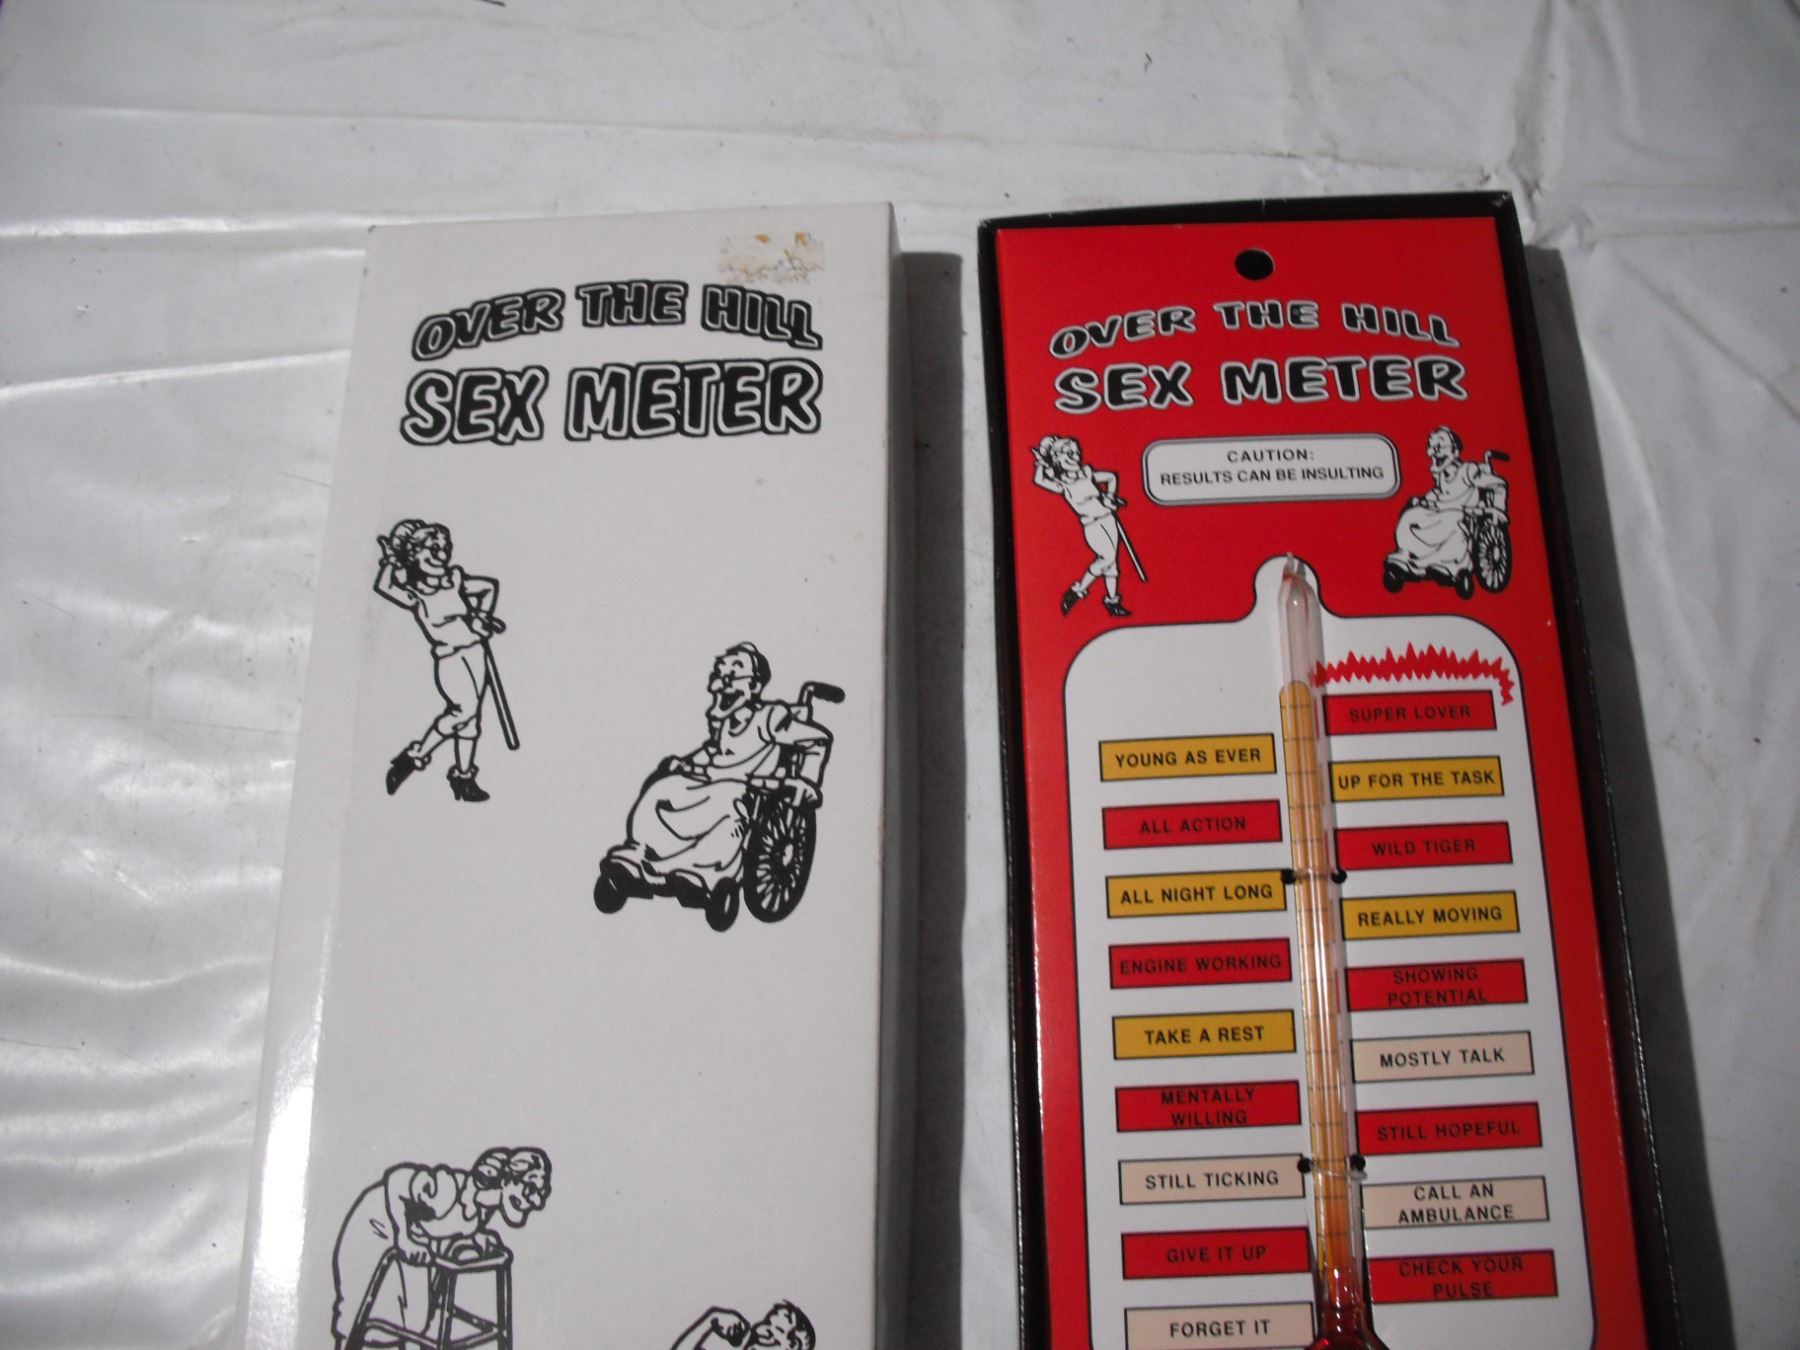 OVER THE HILL
SEX METER
OVER THE HILL
SEX METER
CAUTION:
RESULTS CAN BE INSULTING
SUPER LOVER
YOUNG AS EVER
UP FOR THE TASK
ALL ACTION
WILD TIGER
ALL NIGHT LONG
REALLY MOVING
ENGINE WORKING
SHOWING
POTENTIAL
TAKE A REST
MOSTLY TALK
MENTALLY
WILLING
STILL HOPEFUL
STILL TICKING
CALL AN
AMBULANCE
GIVE IT UP
CHECK YOUR
PULSE
FORGET IT